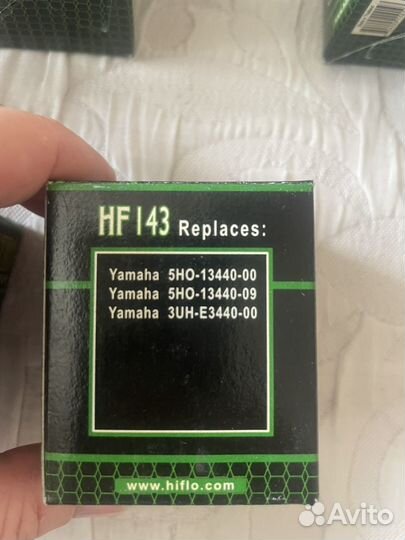 HF143 Replaces:
Yamaha 5HO-13440-00
Yamaha 5HO-13440-09
Yamaha 3UH-E3440-00
www.hiflo.com
Avito